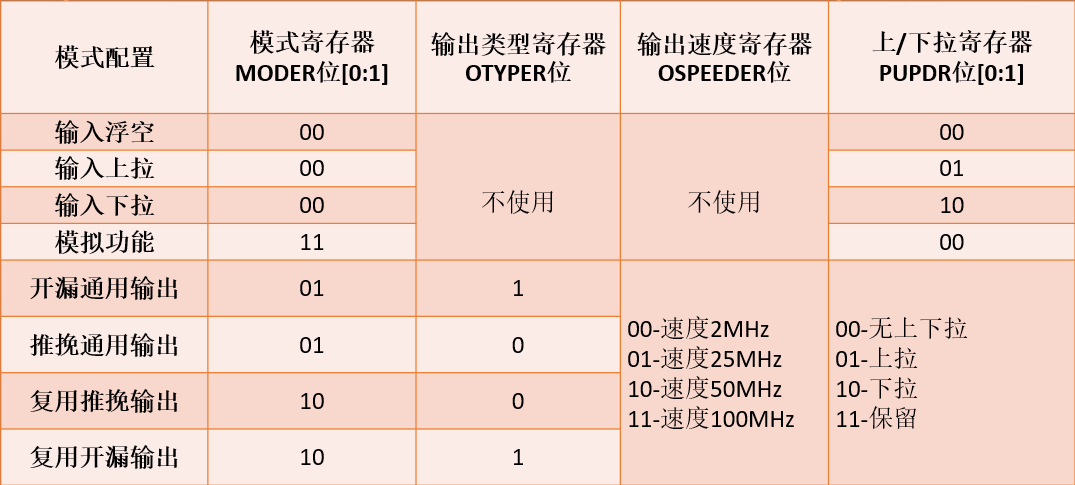 模式配置
模式寄存器
MODER位[0:1]
输出类型寄存器
OTYPER位
输出速度寄存器
OSPEEDER位
上/下拉寄存器
PUPDR位[0:1]
输入浮空
00
不使用
不使用
00
输入上拉
00
01
输入下拉
00
10
模拟功能
11
00
开漏通用输出
01
1
00-速度2MHz
01-速度25MHz
10-速度50MHz
11-速度100MHz
00-无上下拉
01-上拉
10-下拉
11-保留
推挽通用输出
01
0
复用推挽输出
10
0
复用开漏输出
10
1